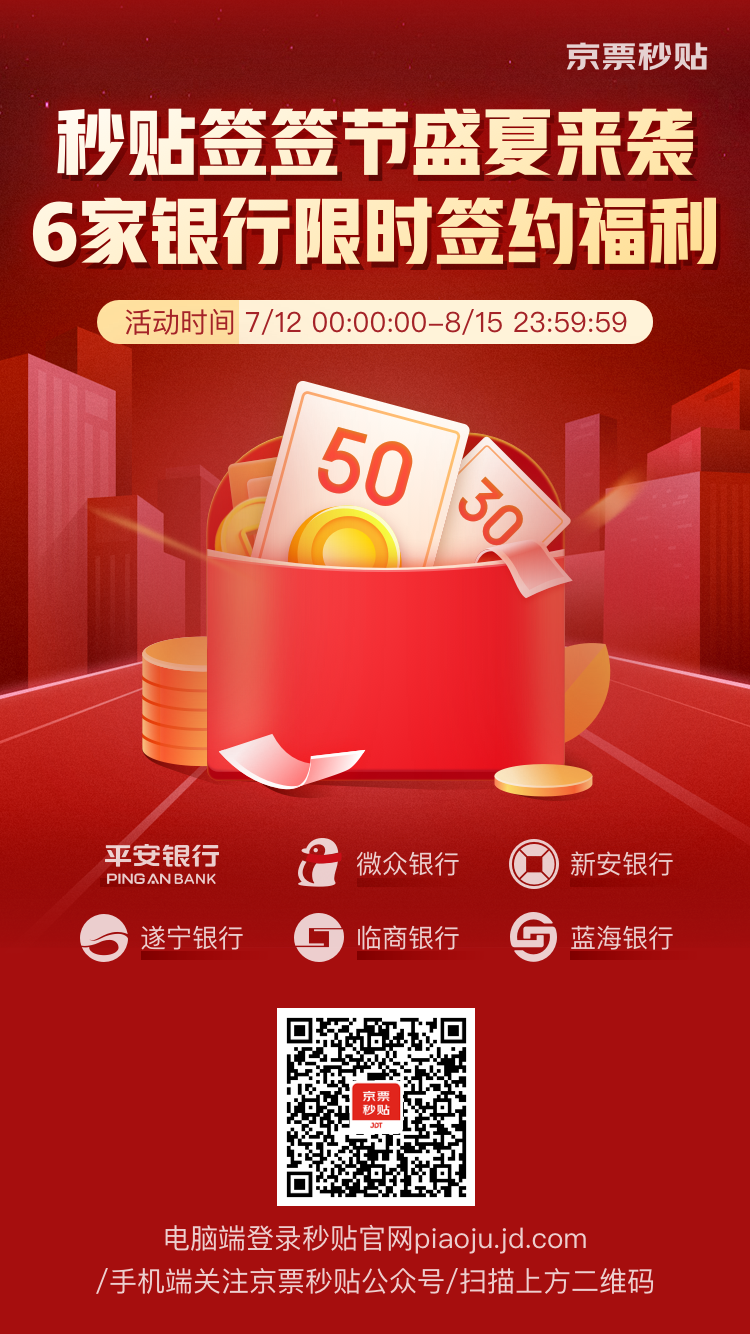 京票秒贴
秒贴签签节盛夏来袭
6家银行限时签约福利
活动时间 7/12 00:00:00-8/15 23:59:59
50
30
平安银行
PING AN BANK
微众银行
新安银行
遂宁银行
临商银行
蓝海银行
京票
秒贴
JDT
电脑端登录秒贴官网piaoju.jd.com
/手机端关注京票秒贴公众号/扫描上方二维码